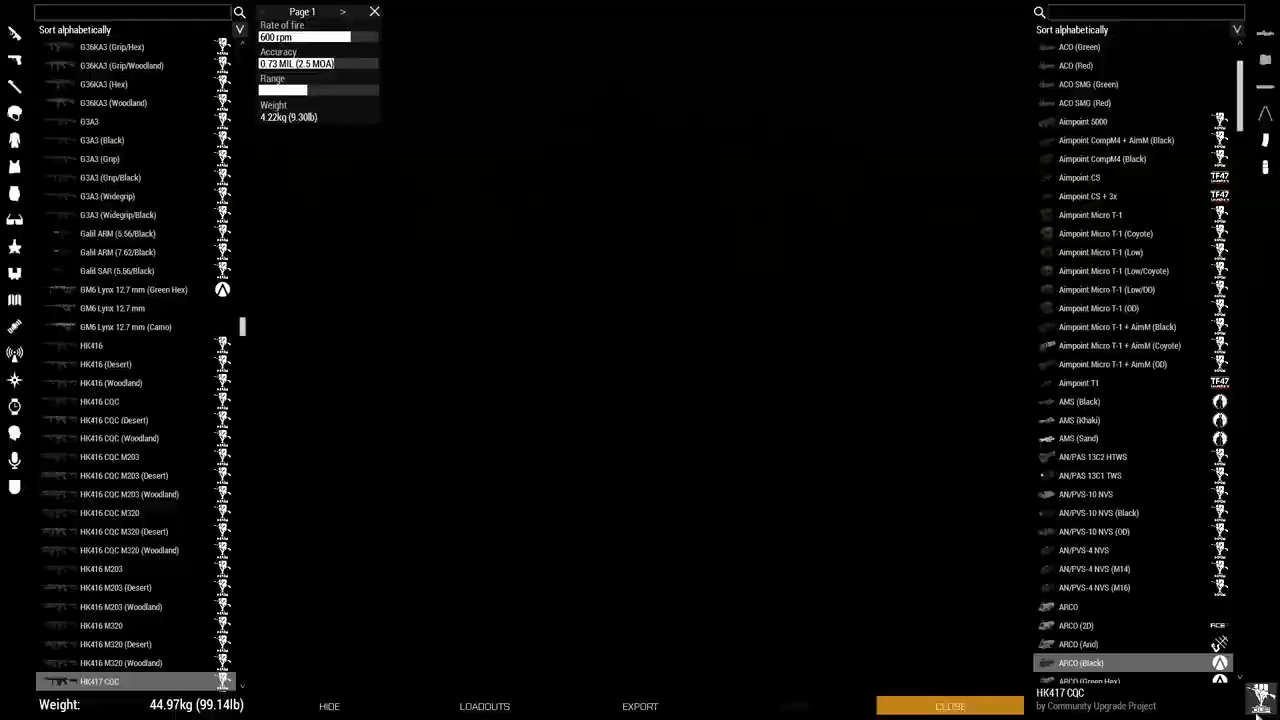 Sort alphabetically
G36KA3 (Grip/Hex)
G36KA3 (Grip/Woodland)
G36KA3 (Hex)
G36KA3 (Woodland)
G3A3
G3A3 (Black)
G3A3 (Grip)
G3A3 (Grip/Black)
G3A3 (Widegrip)
G3A3 (Widegrip/Black)
Galil ARM (5.56/Black)
Galil ARM (7.62/Black)
Galil SAR (5.56/Black)
GM6 Lynx 12.7 mm (Green Hex)
GM6 Lynx 12.7 mm
GM6 Lynx 12.7 mm (Camo)
HK416
HK416 (Desert)
HK416 (Woodland)
HK416 CQC
HK416 CQC (Desert)
HK416 CQC (Woodland)
HK416 CQC M203
HK416 CQC M203 (Desert)
HK416 CQC M203 (Woodland)
HK416 CQC M320
HK416 CQC M320 (Desert)
HK416 CQC M320 (Woodland)
HK416 M203
HK416 M203 (Desert)
HK416 M203 (Woodland)
HK416 M320
HK416 M320 (Desert)
HK416 M320 (Woodland)
HK417 CQC
Weight: 44.97kg (99.14lb)
Page 1 >
Rate of fire
600 rpm
Accuracy
0.73 MIL (2.5 MOA)
Range
Weight
4.22kg (9.30lb)
HIDE
LOADOUTS
EXPORT
CLOSE
Sort alphabetically
ACO (Green)
ACO (Red)
ACO SMG (Green)
ACO SMG (Red)
Aimpoint 5000
Aimpoint CompM4 + AimM (Black)
Aimpoint CompM4 (Black)
Aimpoint CS TF47
Aimpoint CS + 3x TF47
Aimpoint Micro T-1
Aimpoint Micro T-1 (Coyote)
Aimpoint Micro T-1 (Low)
Aimpoint Micro T-1 (Low/Coyote)
Aimpoint Micro T-1 (Low/OD)
Aimpoint Micro T-1 (OD)
Aimpoint Micro T-1 + AimM (Black)
Aimpoint Micro T-1 + AimM (Coyote)
Aimpoint Micro T-1 + AimM (OD)
Aimpoint T1 TF47
AMS (Black)
AMS (Khaki)
AMS (Sand)
AN/PAS 13C2 HTWS
AN/PAS 13C1 TWS
AN/PVS-10 NVS
AN/PVS-10 NVS (Black)
AN/PVS-10 NVS (OD)
AN/PVS-4 NVS
AN/PVS-4 NVS (M14)
AN/PVS-4 NVS (M16)
ARCO
ARCO (2D) ACE
ARCO (Arid)
ARCO (Black)
ARCO (Green Hex)
HK417 CQC
by Community Upgrade Project